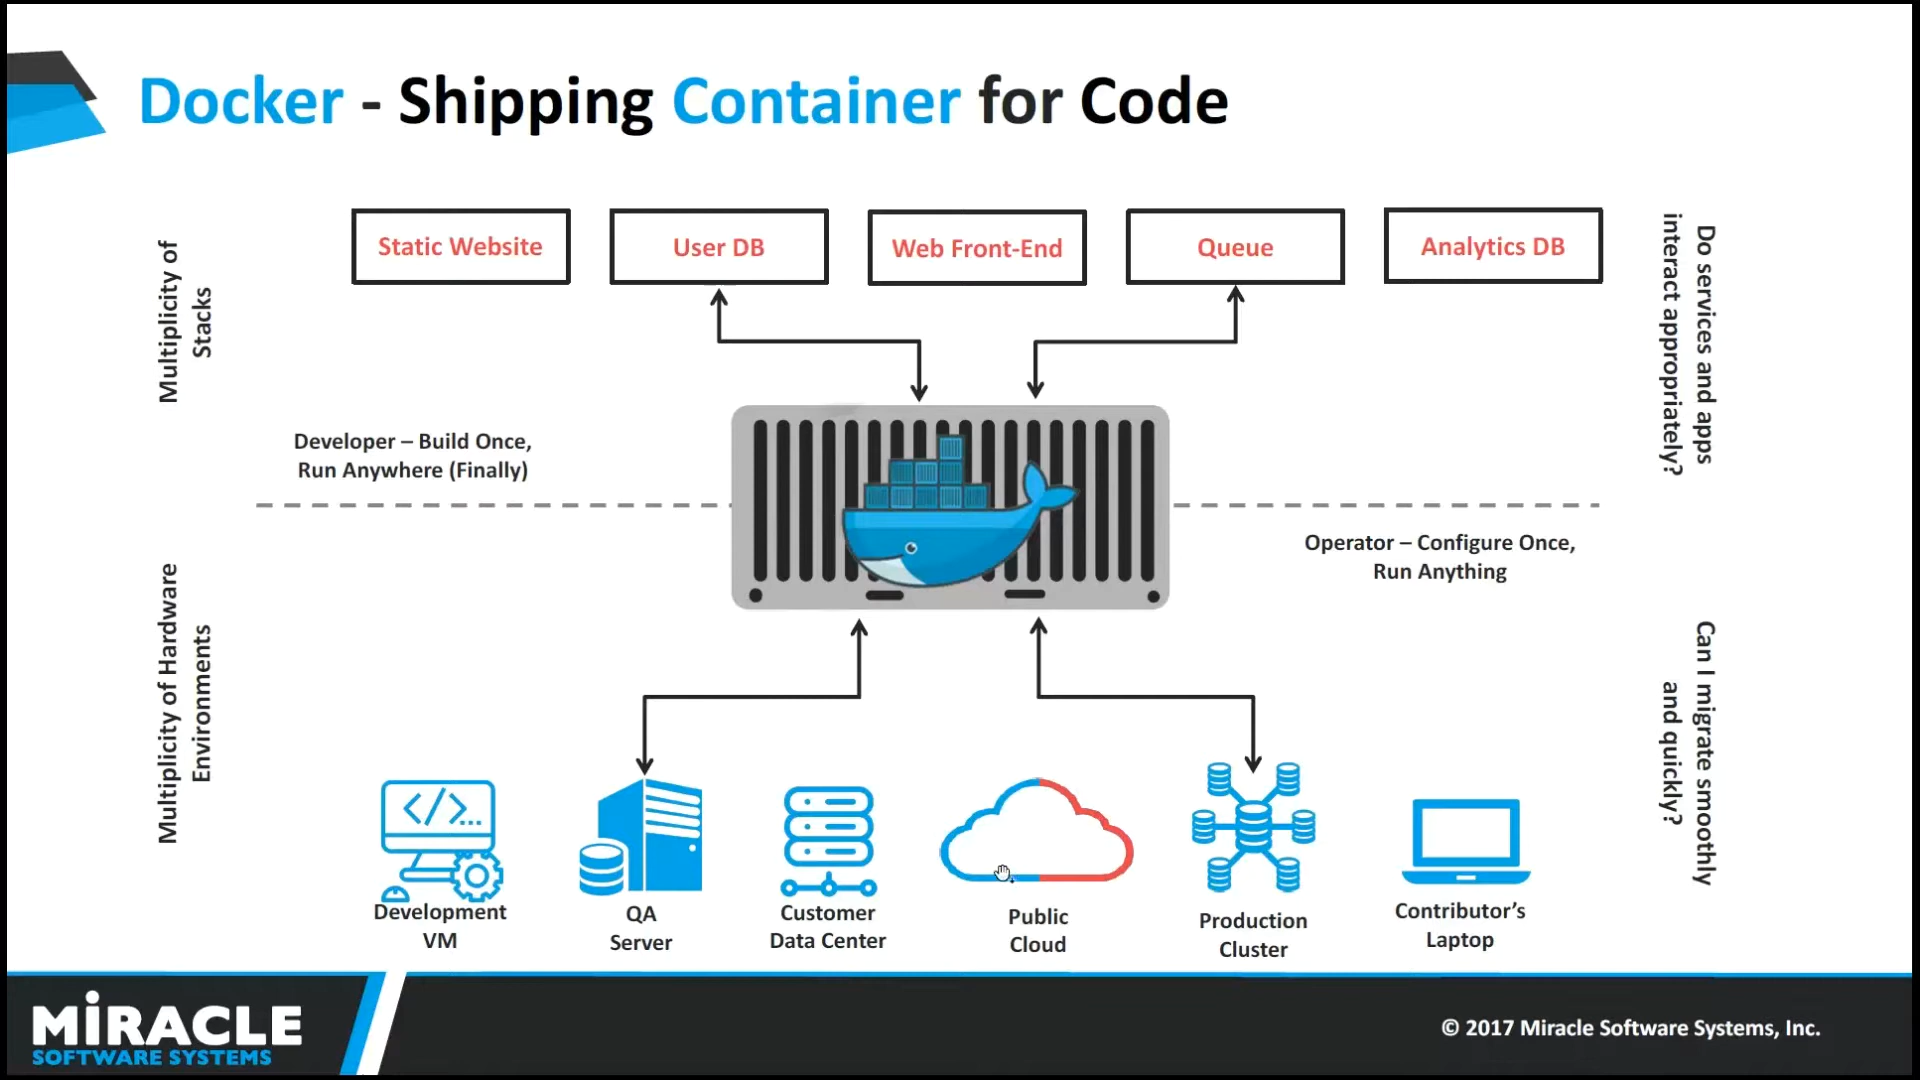 Docker - Shipping Container for Code
Static Website
User DB
Web Front-End
Queue
Analytics DB
Multiplicity of
Stacks
Do services and apps
interact appropriately?
Developer – Build Once,
Run Anywhere (Finally)
Operator – Configure Once,
Run Anything
Multiplicity of Hardware
Environments
Can I migrate smoothly
and quickly?
</>...
Development
VM
QA
Server
Customer
Data Center
Public
Cloud
Production
Cluster
Contributor’s
Laptop
MiRACLE
SOFTWARE SYSTEMS
© 2017 Miracle Software Systems, Inc.